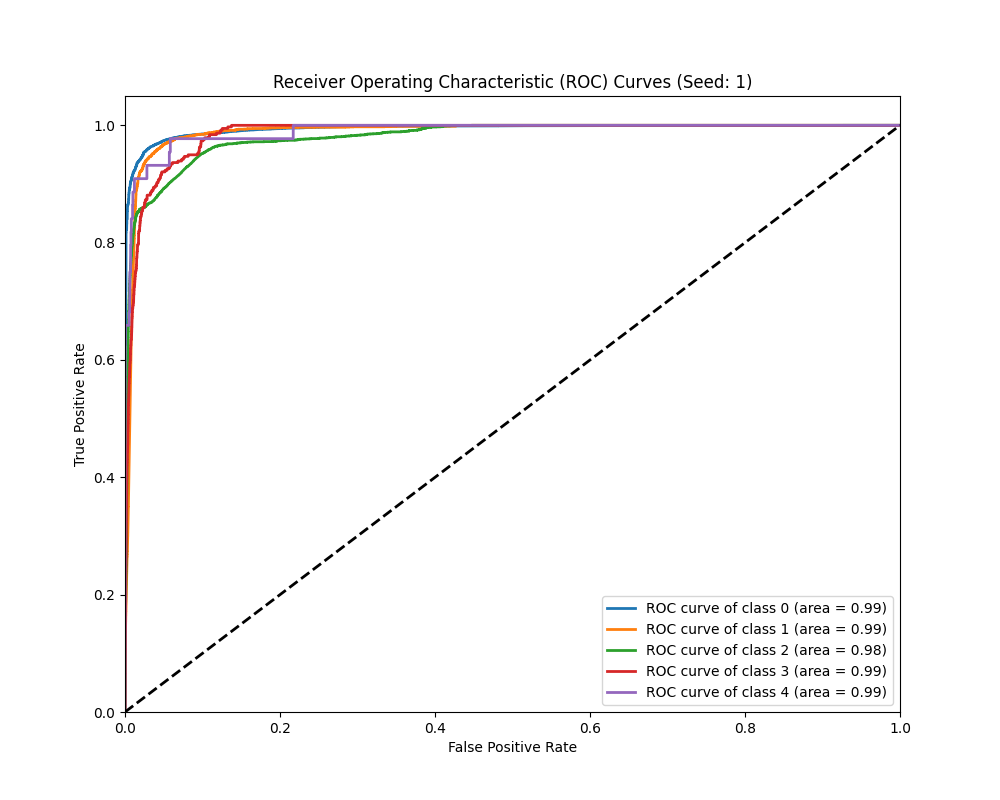 Receiver Operating Characteristic (ROC) Curves (Seed: 1)
True Positive Rate
1.0
0.8
0.6
0.4
0.2
0.0
0.0 0.2 0.4 0.6 0.8 1.0
False Positive Rate
ROC curve of class 0 (area = 0.99)
ROC curve of class 1 (area = 0.99)
ROC curve of class 2 (area = 0.98)
ROC curve of class 3 (area = 0.99)
ROC curve of class 4 (area = 0.99)